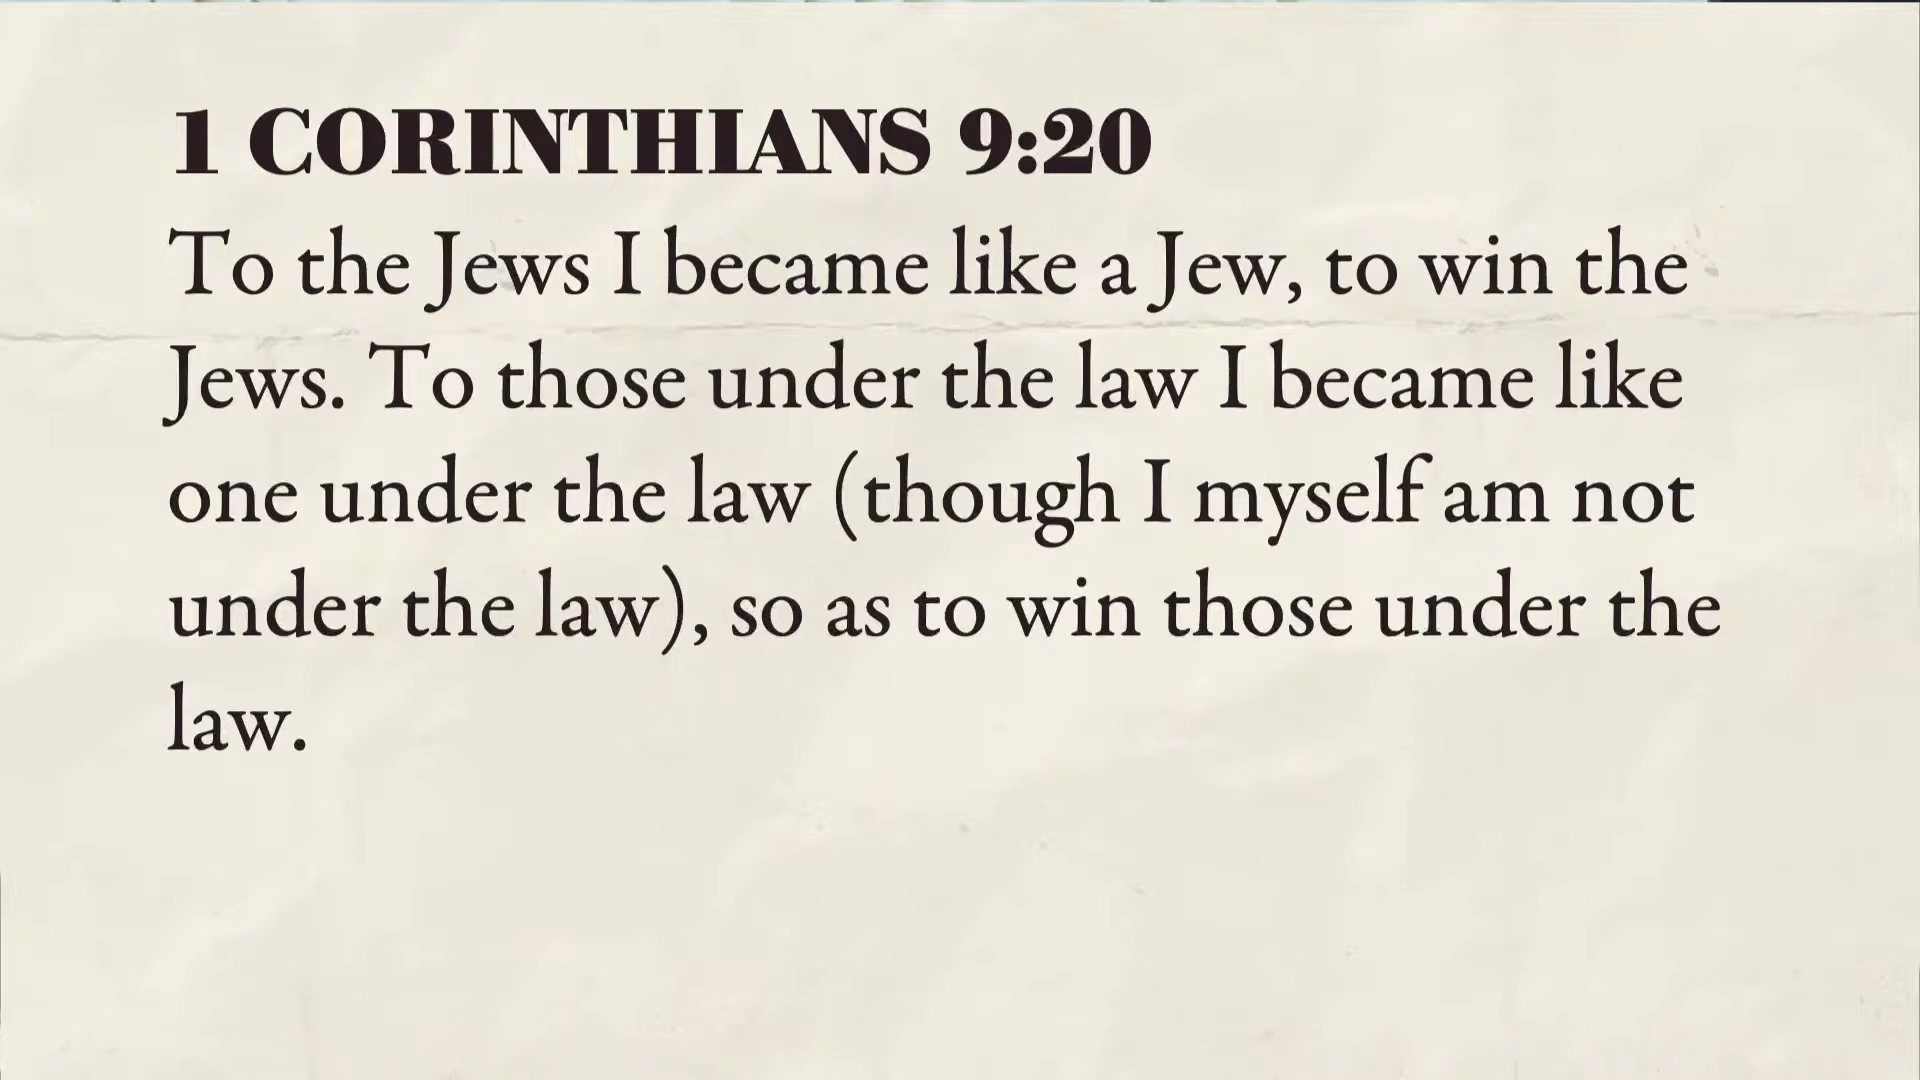 1 CORINTHIANS 9:20
To the Jews I became like a Jew, to win the
Jews. To those under the law I became like
one under the law (though I myself am not
under the law), so as to win those under the
law.